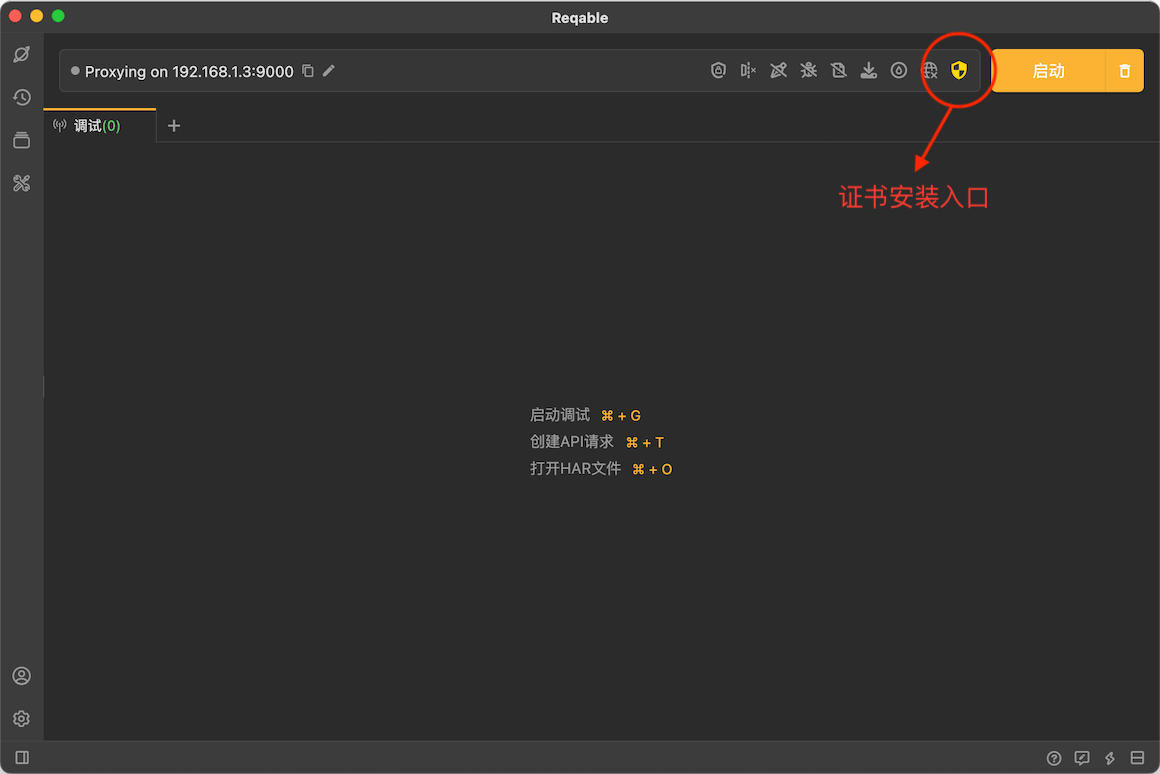 Reqable
Proxying on 192.168.1.3:9000
启动
调试(0)
证书安装入口
启动调试 ⌘ + G
创建API请求 ⌘ + T
打开HAR文件 ⌘ + O